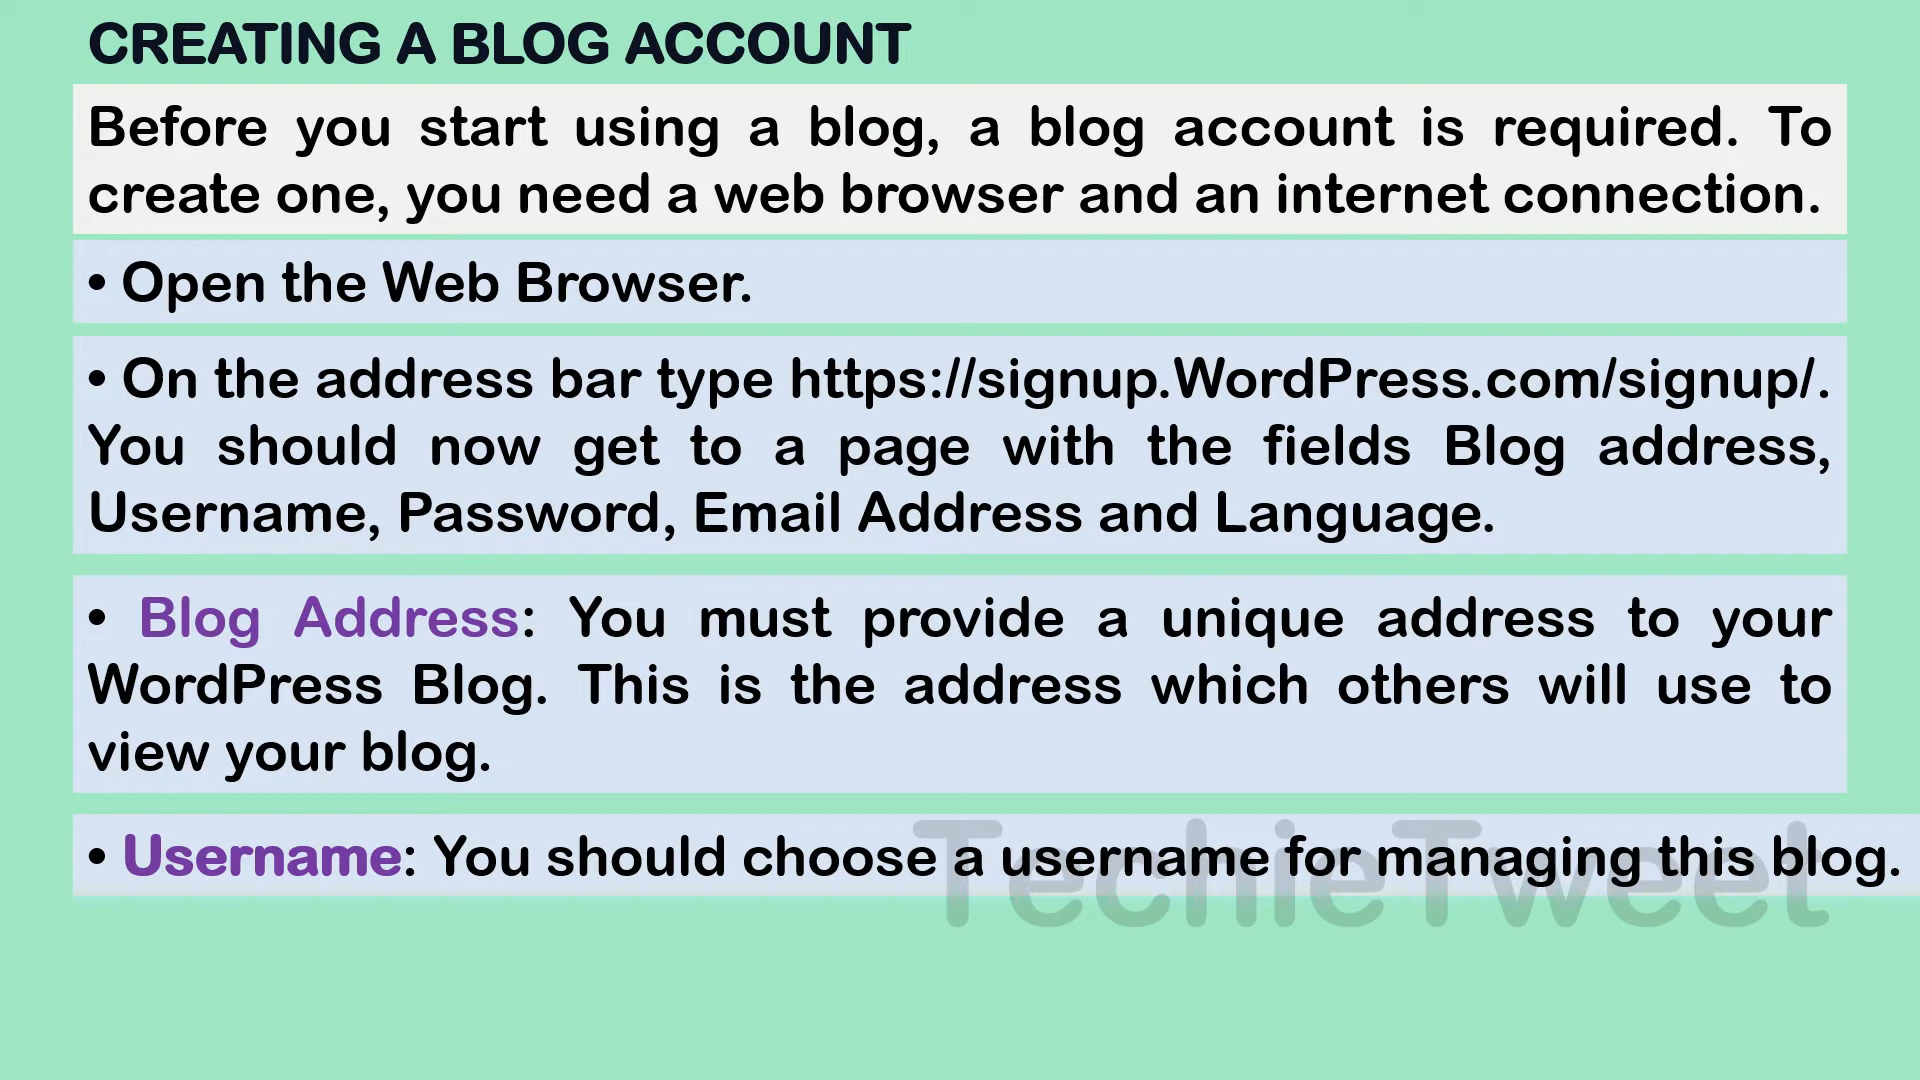 CREATING A BLOG ACCOUNT
Before you start using a blog, a blog account is required. To
create one, you need a web browser and an internet connection.
• Open the Web Browser.
• On the address bar type https://signup.WordPress.com/signup/.
You should now get to a page with the fields Blog address,
Username, Password, Email Address and Language.
• Blog Address: You must provide a unique address to your
WordPress Blog. This is the address which others will use to
view your blog.
• Username: You should choose a username for managing this blog.
TechieTweet